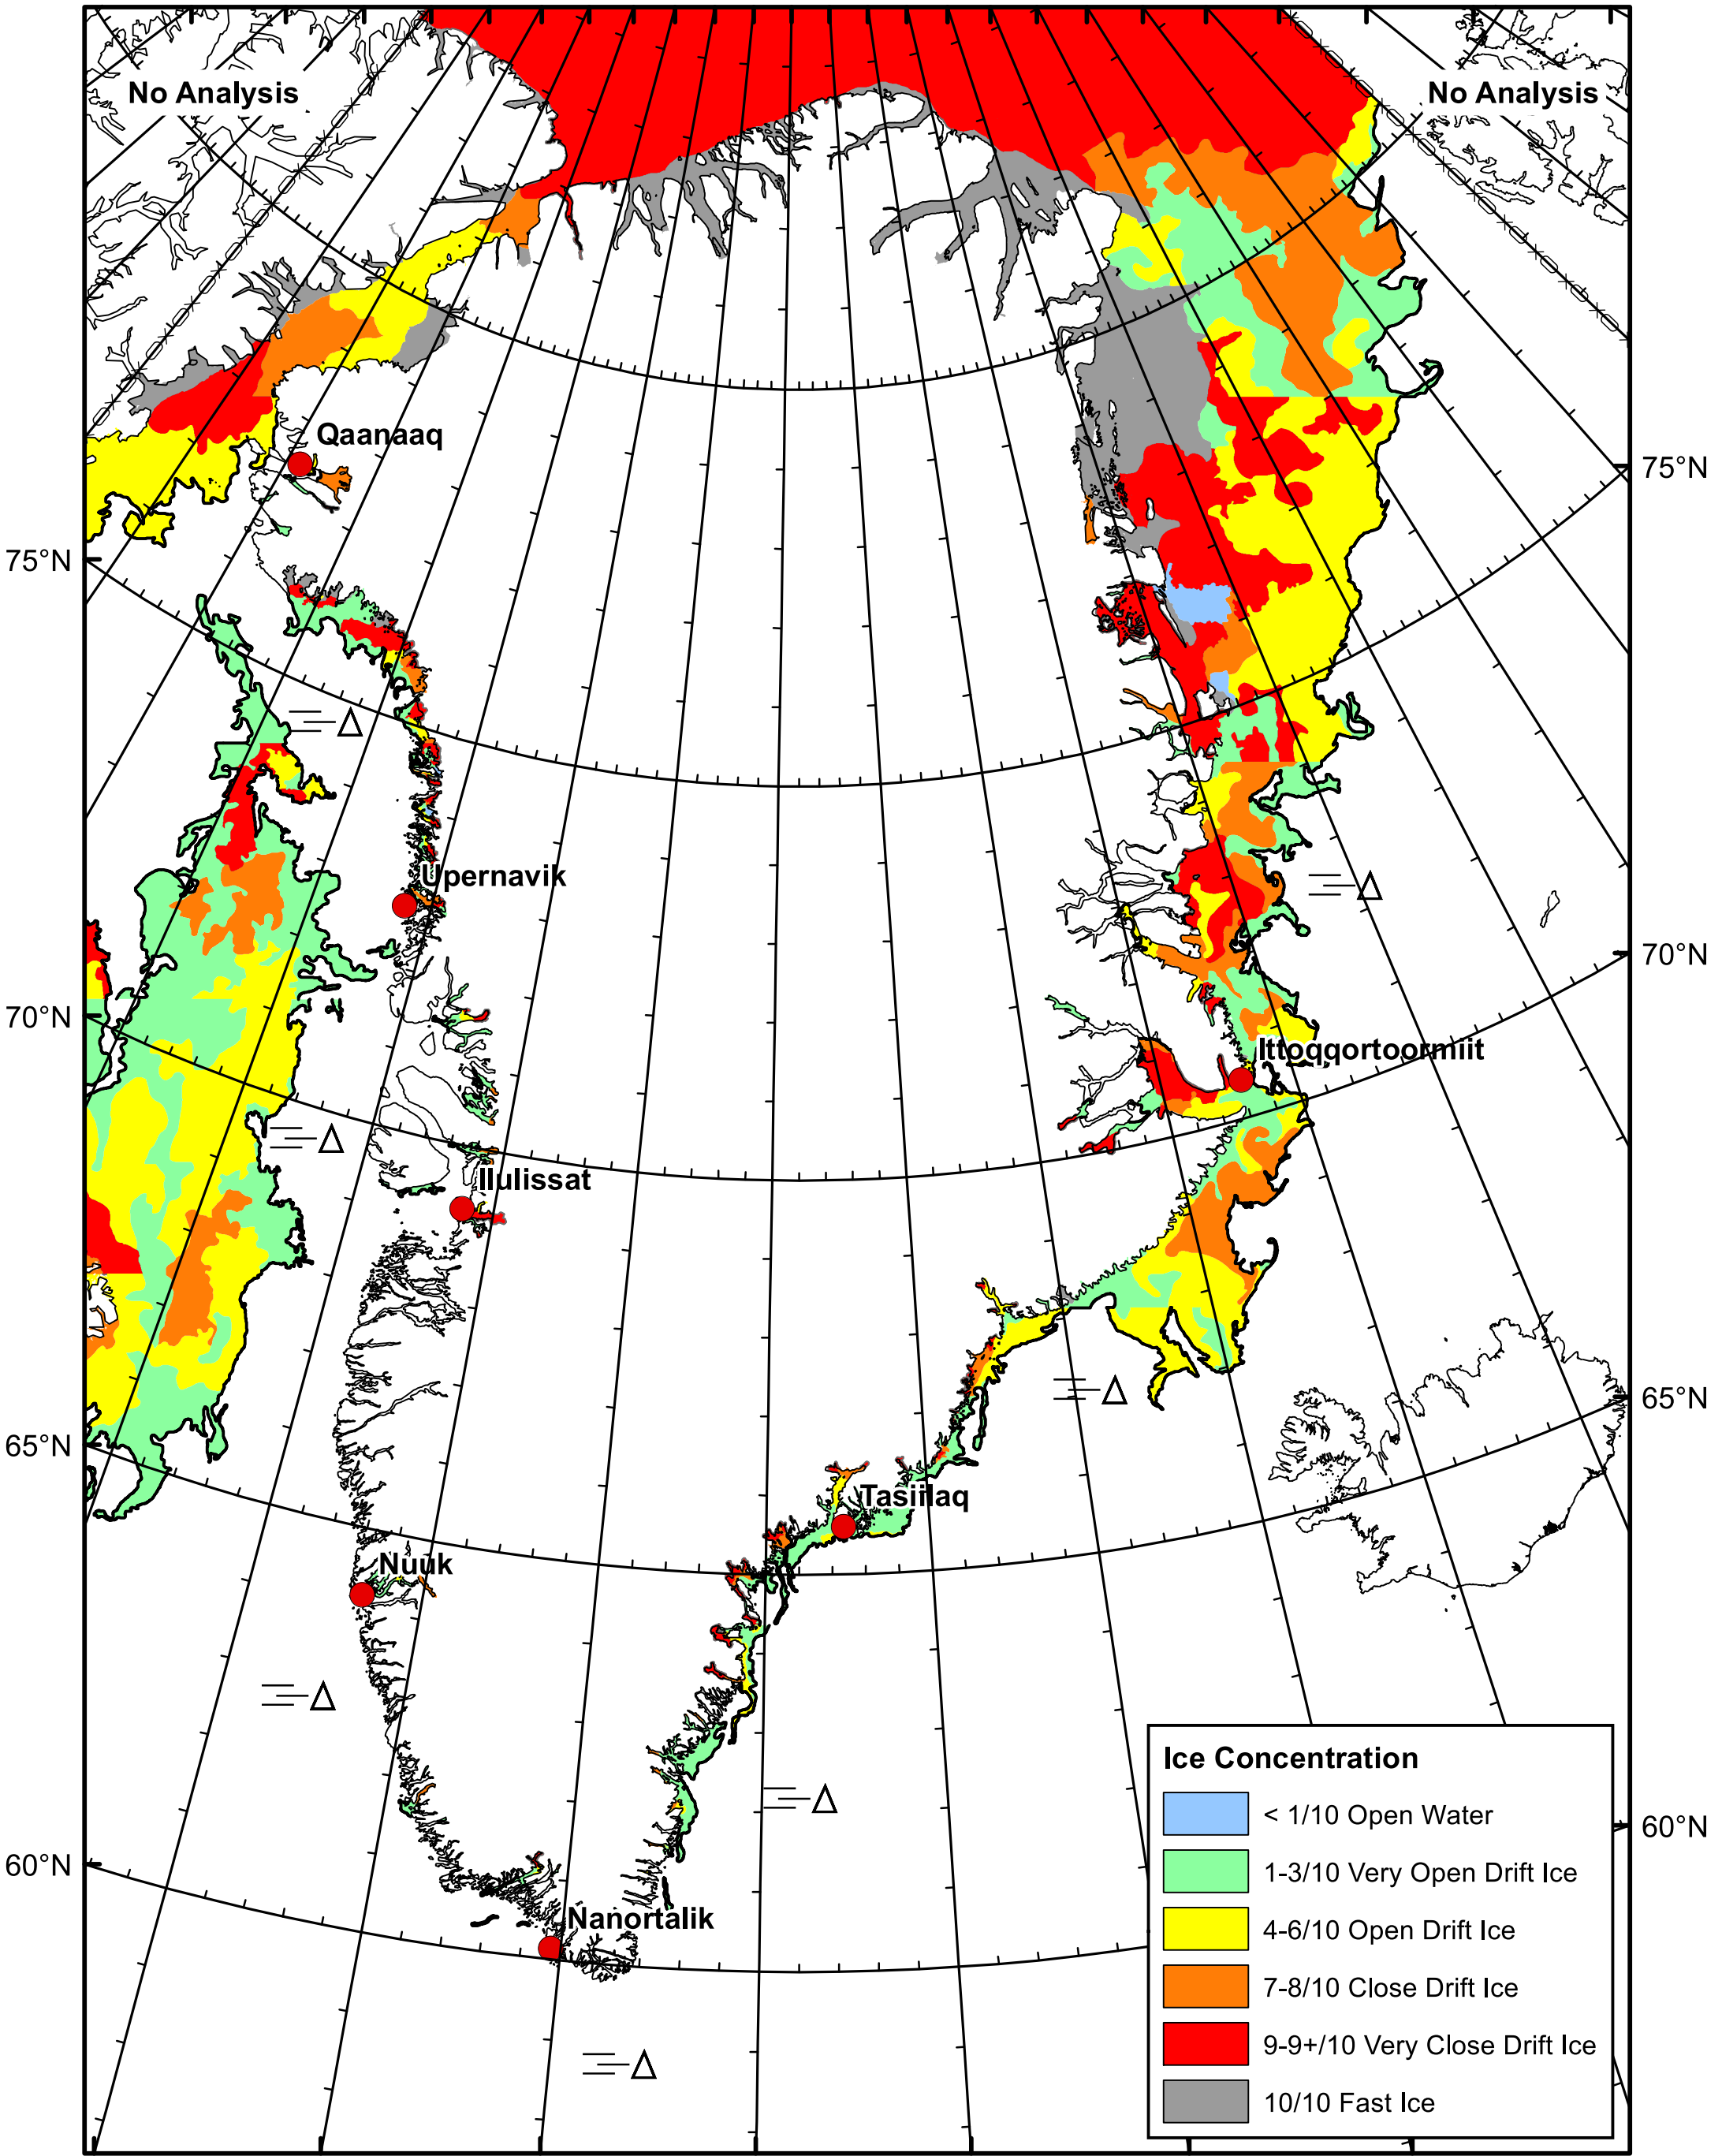 No Analysis
No Analysis
Qaanaaq
75°N
75°N
Upernavik
70°N
70°N
Ittoqqortoormiit
Ilulissat
65°N
65°N
Tasiilaq
Nuuk
60°N
60°N
Nanortalik
Ice Concentration
< 1/10 Open Water
1-3/10 Very Open Drift Ice
4-6/10 Open Drift Ice
7-8/10 Close Drift Ice
9-9+/10 Very Close Drift Ice
10/10 Fast Ice